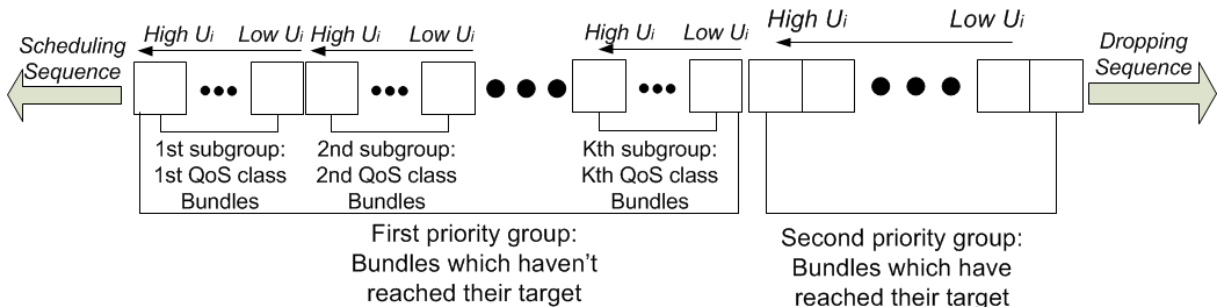 Scheduling
Sequence
High Ui
Low Ui
High Ui
Low Ui
High Ui
Low Ui
High Ui
Low Ui
Dropping
Sequence
1st subgroup:
1st QoS class
Bundles
2nd subgroup:
2nd QoS class
Bundles
Kth subgroup:
Kth QoS class
Bundles
First priority group:
Bundles which haven't
reached their target
Second priority group:
Bundles which have
reached their target